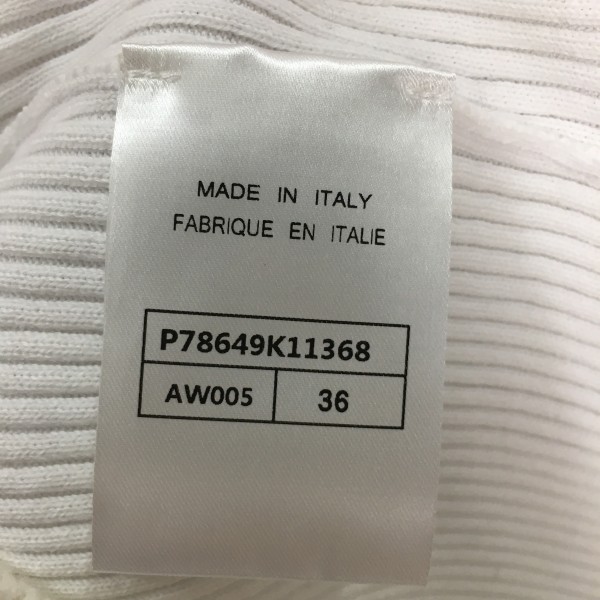 MADE IN ITALY
FABRIQUE EN ITALIE
P78649K11368
AW005 36